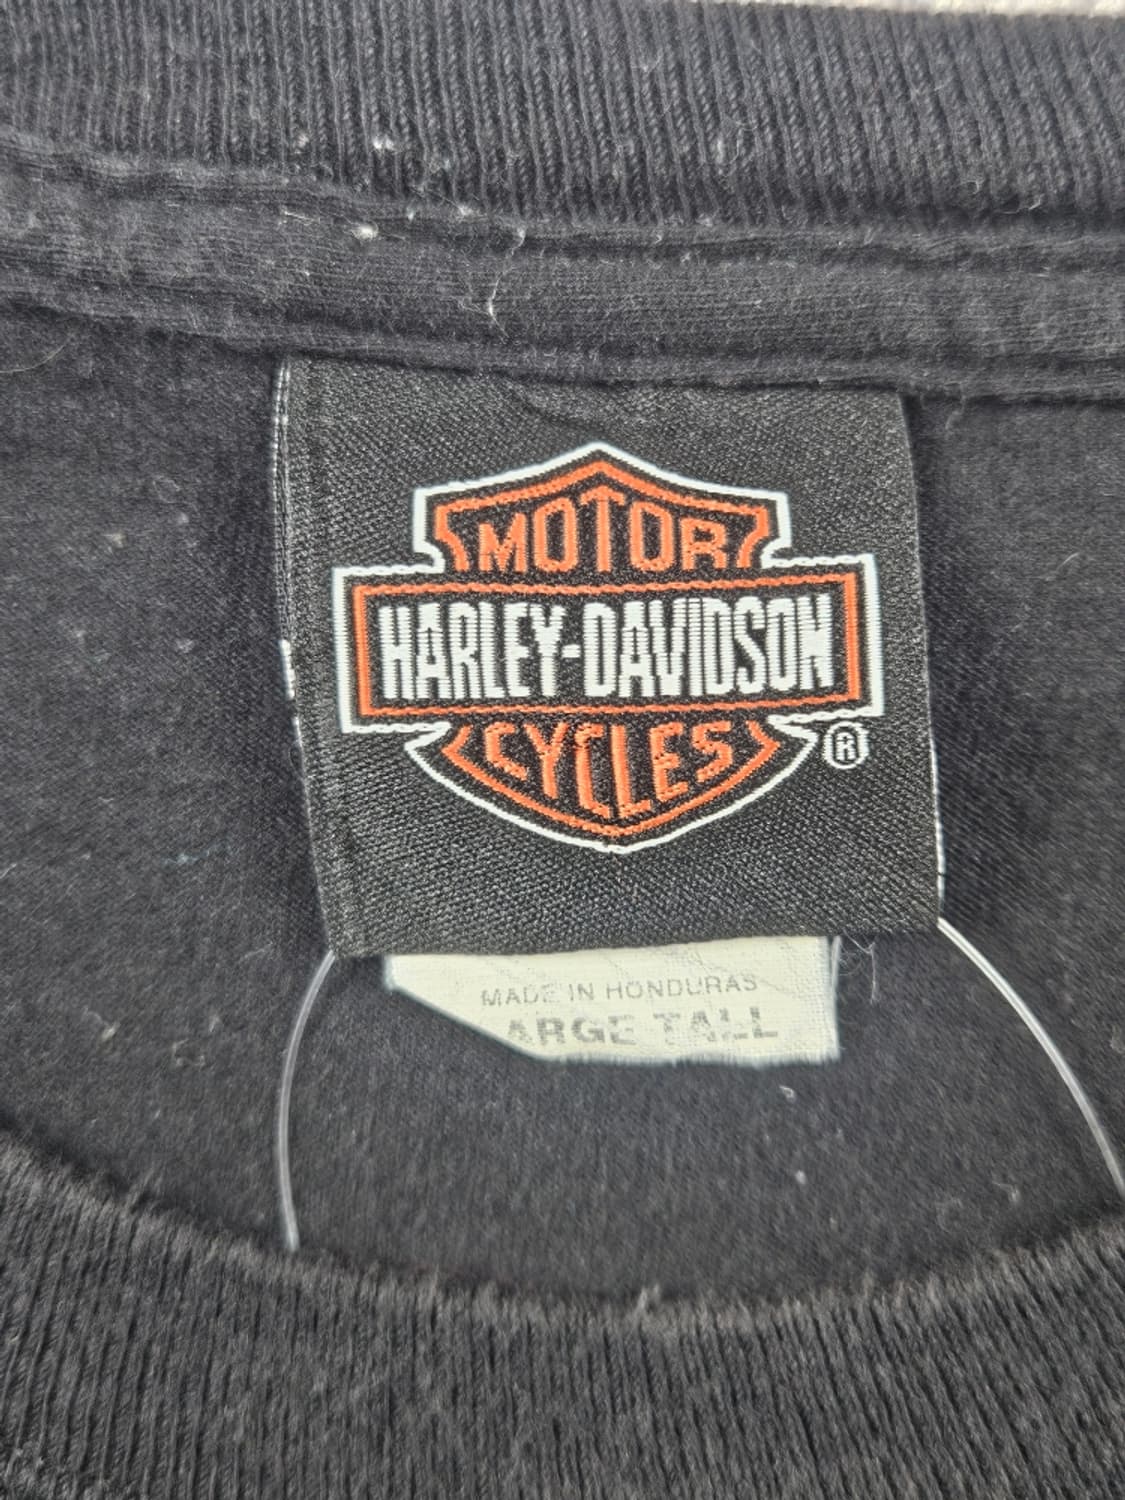 MOTOR
HARLEY-DAVIDSON
CYCLES
®
MADE IN HONDURAS
ARGE TALL